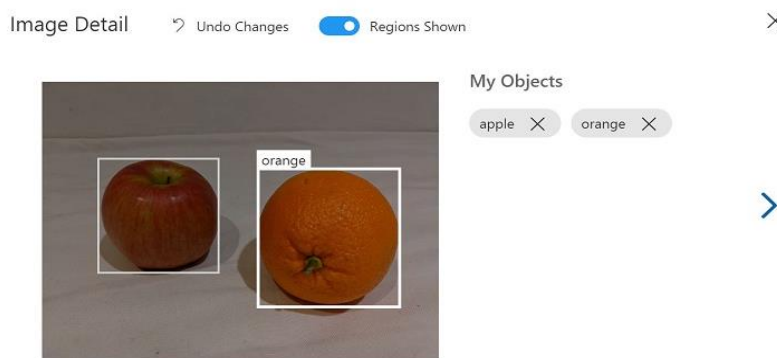 Image Detail
Undo Changes
Regions Shown
My Objects
apple
orange
orange